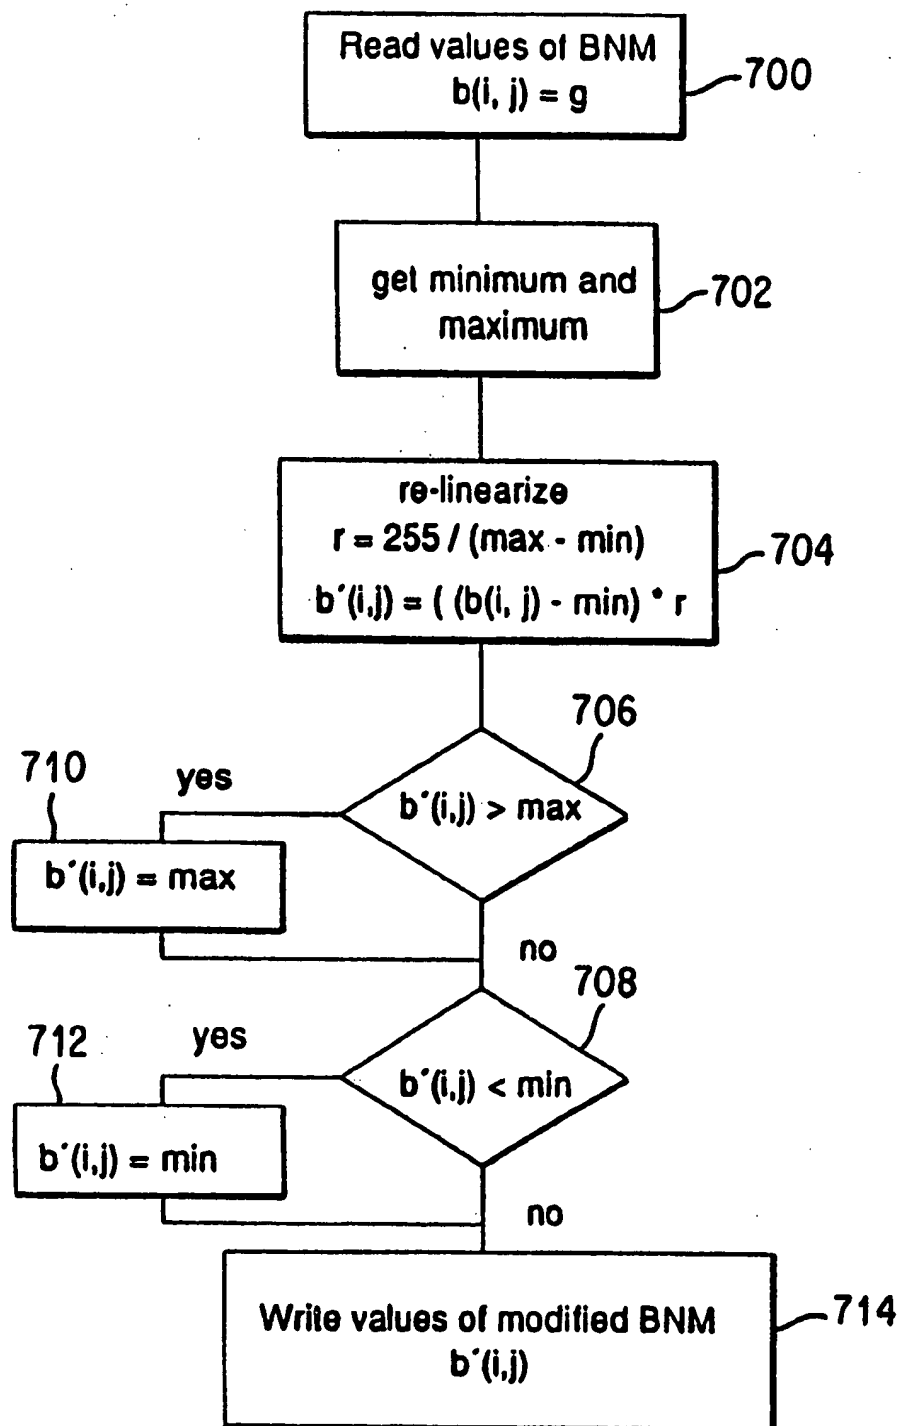 Read values of BNM
b(i, j) = g
700
get minimum and
maximum
702
re-linearize
r = 255 / (max - min)
b´(i,j) = ( (b(i, j) - min) * r
704
706
710
yes
b´(i,j) > max
b´(i,j) = max
no
708
712
yes
b´(i,j) < min
b´(i,j) = min
no
Write values of modified BNM
b´(i,j)
714